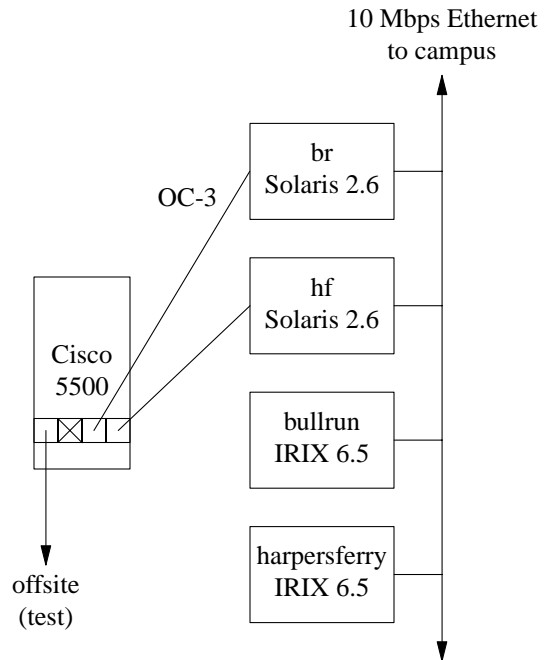 10 Mbps Ethernet
to campus
br
Solaris 2.6
OC-3
hf
Solaris 2.6
Cisco
5500
bullrun
IRIX 6.5
harpersferry
IRIX 6.5
offsite
(test)